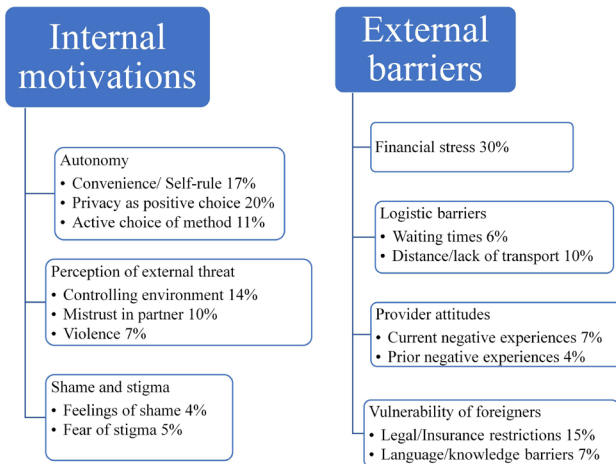 Internal
motivations
Autonomy
• Convenience/ Self-rule 17%
• Privacy as positive choice 20%
• Active choice of method 11%
Perception of external threat
• Controlling environment 14%
• Mistrust in partner 10%
• Violence 7%
Shame and stigma
• Feelings of shame 4%
• Fear of stigma 5%
External
barriers
Financial stress 30%
Logistic barriers
• Waiting times 6%
• Distance/lack of transport 10%
Provider attitudes
• Current negative experiences 7%
• Prior negative experiences 4%
Vulnerability of foreigners
• Legal/Insurance restrictions 15%
• Language/knowledge barriers 7%